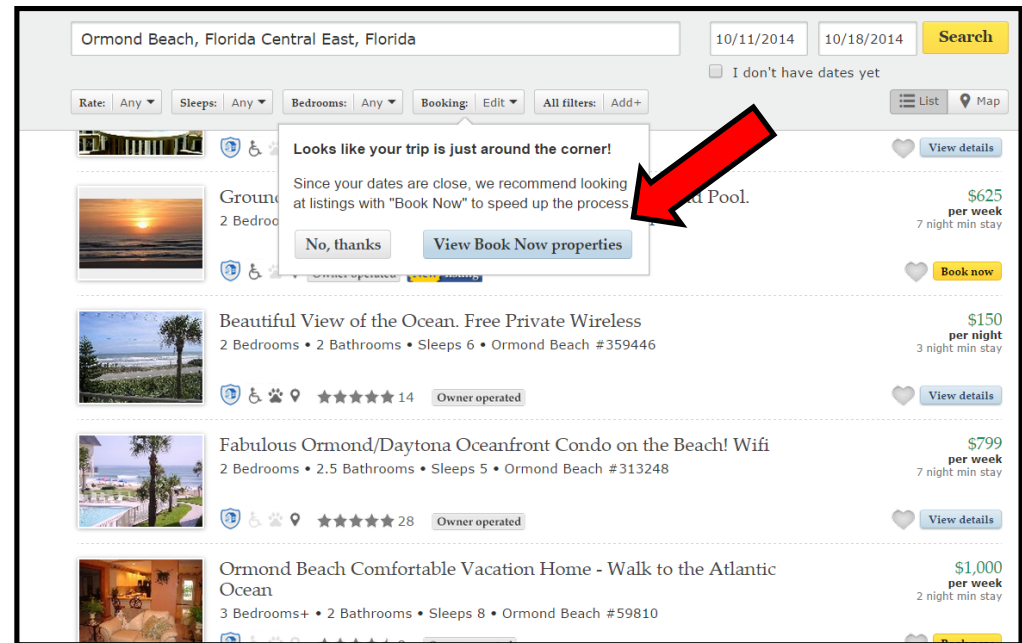 Ormond Beach, Florida Central East, Florida
10/11/2014 10/18/2014 Search
I don't have dates yet
Rate: Any Sleeps: Any Bedrooms: Any Booking: Edit All filters: Add+
List Map
Looks like your trip is just around the corner!
Since your dates are close, we recommend looking
at listings with "Book Now" to speed up the process.
No, thanks View Book Now properties
View details
Pool.
2
$625
per week
7 night min stay
Owner operated
Book now
Beautiful View of the Ocean. Free Private Wireless
2 Bedrooms • 2 Bathrooms • Sleeps 6 • Ormond Beach #359446
14 Owner operated
$150
per night
3 night min stay
View details
Fabulous Ormond/Daytona Oceanfront Condo on the Beach! Wifi
2 Bedrooms • 2.5 Bathrooms • Sleeps 5 • Ormond Beach #313248
28 Owner operated
$799
per week
7 night min stay
View details
Ormond Beach Comfortable Vacation Home - Walk to the Atlantic
Ocean
3 Bedrooms+ • 2 Bathrooms • Sleeps 8 • Ormond Beach #59810
$1,000
per week
2 night min stay
Book now